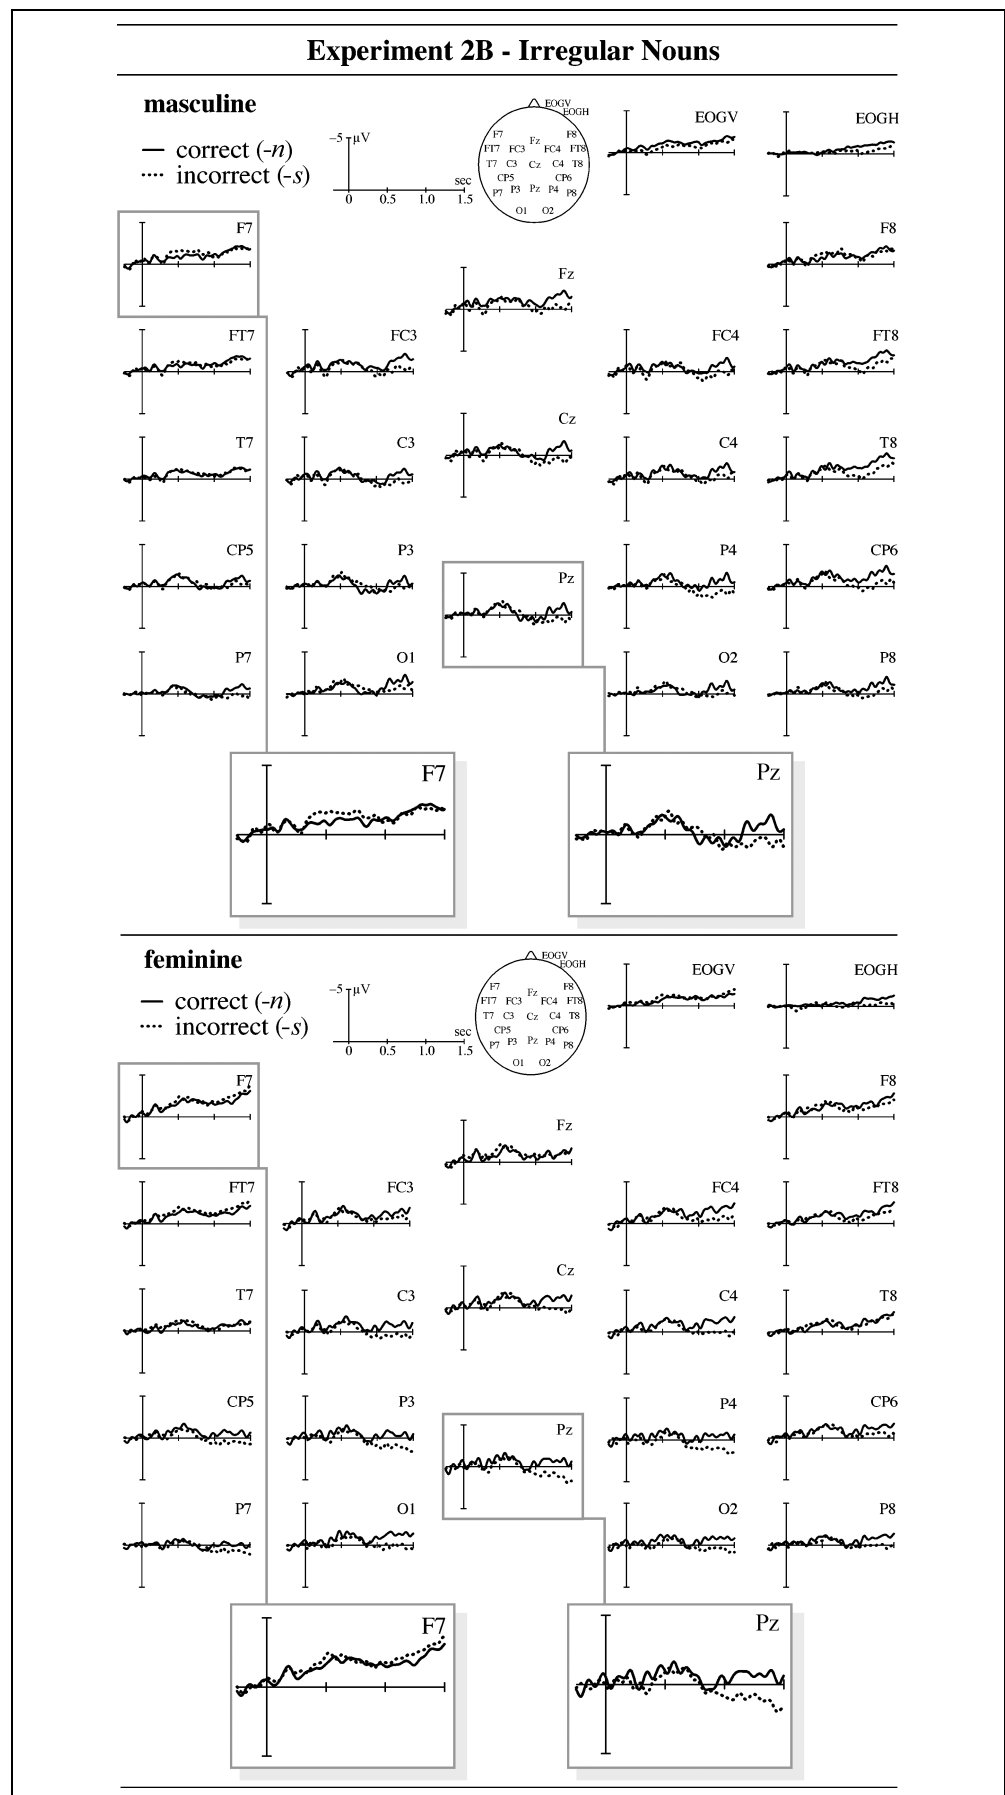 Experiment 2B - Irregular Nouns
masculine
correct (-n)
incorrect (-s)
−5 µV
sec
0 0.5 1.0 1.5
EOGV
EOGH
F7 Fz F8
FT7 FC3 FC4 FT8
T7 C3 Cz C4 T8
CP5 CP6
P7 P3 Pz P4 P8
O1 O2
EOGV EOGH
F7 F8
Fz
FT7 FC3 FC4 FT8
Cz
T7 C3 C4 T8
CP5 P3 P4 CP6
Pz
P7 O1 O2 P8
F7 Pz
feminine
correct (-n)
incorrect (-s)
−5 µV
sec
0 0.5 1.0 1.5
EOGV
EOGH
F7 Fz F8
FT7 FC3 FC4 FT8
T7 C3 Cz C4 T8
CP5 CP6
P7 P3 Pz P4 P8
O1 O2
EOGV EOGH
F7 F8
Fz
FT7 FC3 FC4 FT8
Cz
T7 C3 C4 T8
CP5 P3 P4 CP6
Pz
P7 O1 O2 P8
F7 Pz